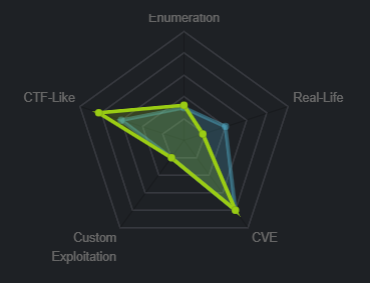 Enumeration
CTF-Like
Real-Life
Custom
Exploitation
CVE